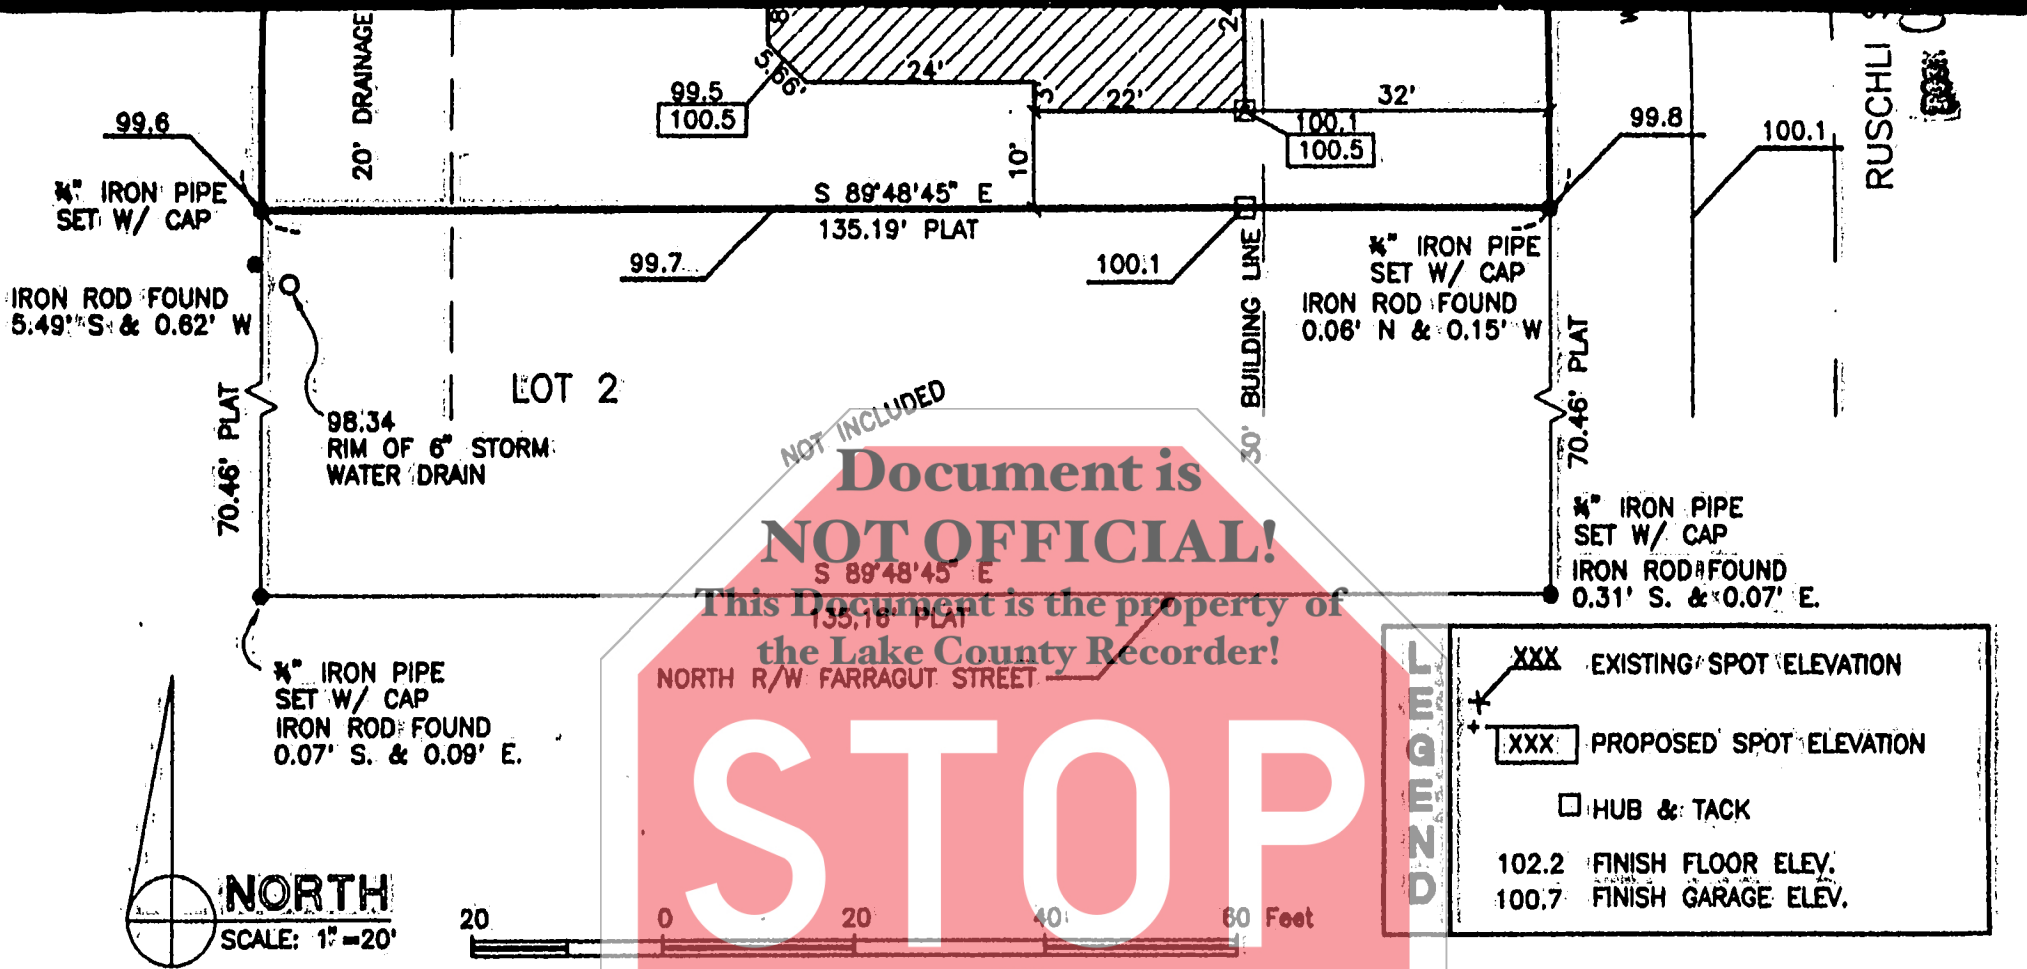 20' DRAINAGE
5.66'
24'
3'
22'
32'
10'
99.5
100.5
100.1
100.5
99.6
99.8
100.1
RUSCHLI
¾" IRON PIPE
SET W/ CAP
S 89°48'45" E
135.19' PLAT
99.7
100.1
¾" IRON PIPE
SET W/ CAP
IRON ROD FOUND
0.06' N & 0.15' W
IRON ROD FOUND
5.49' S & 0.62' W
30' BUILDING LINE
70.46' PLAT
70.46' PLAT
LOT 2
NOT INCLUDED
98.34
RIM OF 6" STORM
WATER DRAIN
Document is
NOT OFFICIAL!
This Document is the property of
the Lake County Recorder!
STOP
S 89°48'45" E
135.16' PLAT
NORTH R/W FARRAGUT STREET
¾" IRON PIPE
SET W/ CAP
IRON ROD FOUND
0.31' S. & 0.07' E.
¾" IRON PIPE
SET W/ CAP
IRON ROD FOUND
0.07' S. & 0.09' E.
LEGEND
XXX EXISTING SPOT ELEVATION
XXX PROPOSED SPOT ELEVATION
HUB & TACK
102.2 FINISH FLOOR ELEV.
100.7 FINISH GARAGE ELEV.
NORTH
SCALE: 1"=20'
20 0 20 40 60 Feet